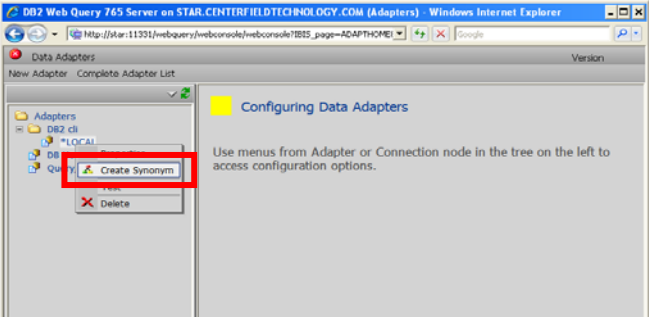 DB2 Web Query 765 Server on STAR.CENTERFIELDTECHNOLOGY.COM (Adapters) - Windows Internet Explorer
http://star:11331/webquery/webconsole/webconsole?IBIS_page=ADAPTHOME
Google
Data Adapters
Version
New Adapter Complete Adapter List
Configuring Data Adapters
Adapters
DB2 cli
*LOCAL
DB
Query
Create Synonym
Test
Delete
Use menus from Adapter or Connection node in the tree on the left to
access configuration options.